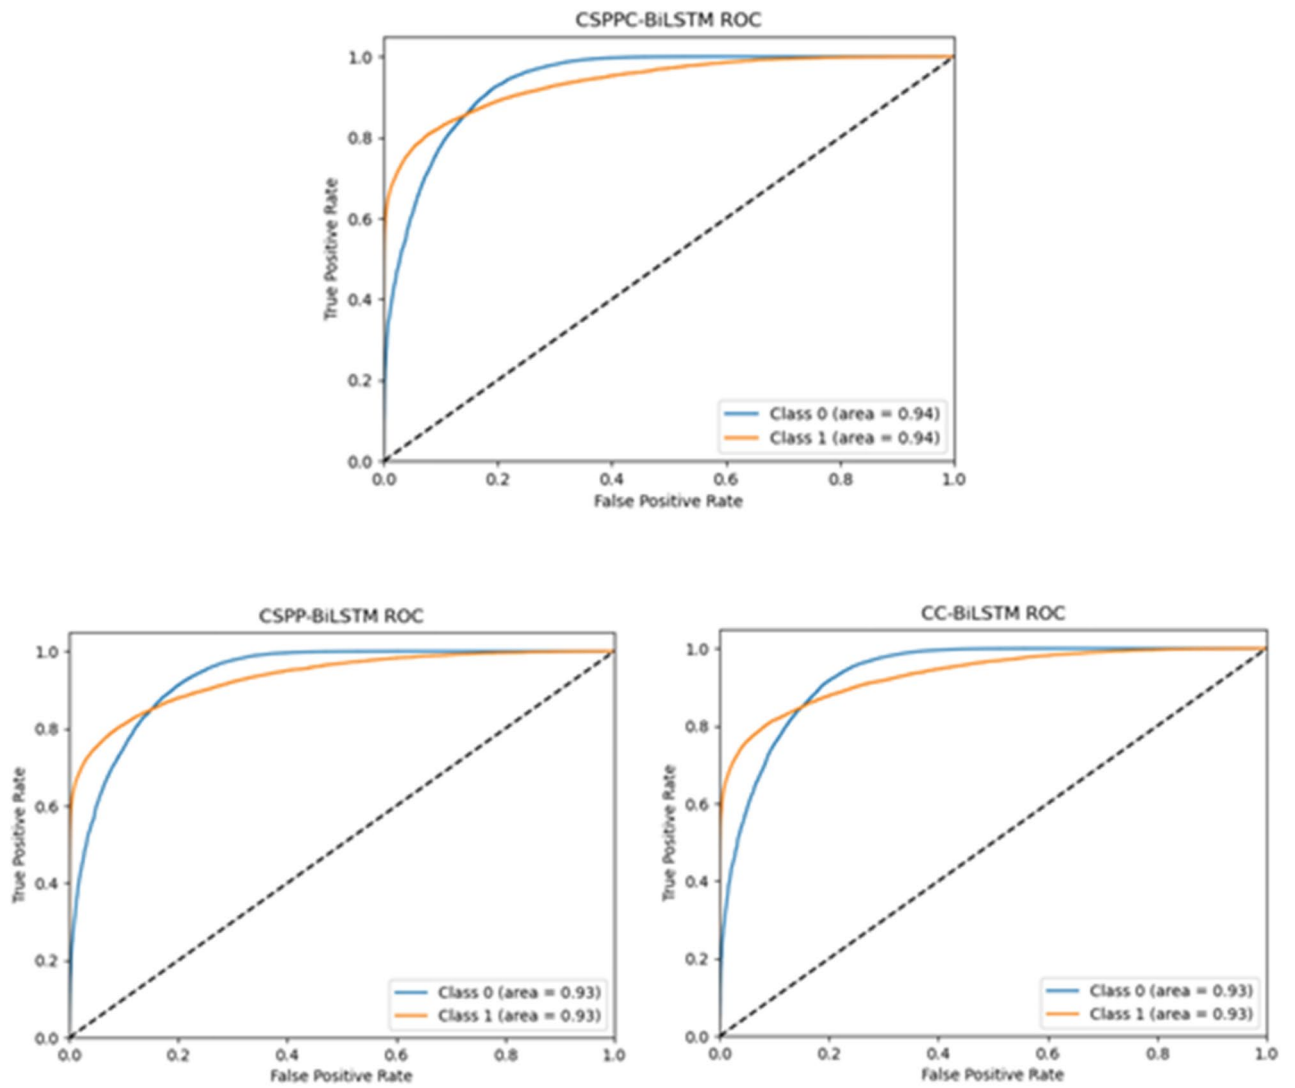 CSPPC-BiLSTM ROC
1.0
0.8
0.6
0.4
0.2
0.0
True Positive Rate
Class 0 (area = 0.94)
Class 1 (area = 0.94)
0.0 0.2 0.4 0.6 0.8 1.0
False Positive Rate
CSPP-BiLSTM ROC
1.0
0.8
0.6
0.4
0.2
0.0
True Positive Rate
Class 0 (area = 0.93)
Class 1 (area = 0.93)
0.0 0.2 0.4 0.6 0.8 1.0
False Positive Rate
CC-BiLSTM ROC
1.0
0.8
0.6
0.4
0.2
0.0
True Positive Rate
Class 0 (area = 0.93)
Class 1 (area = 0.93)
0.0 0.2 0.4 0.6 0.8 1.0
False Positive Rate